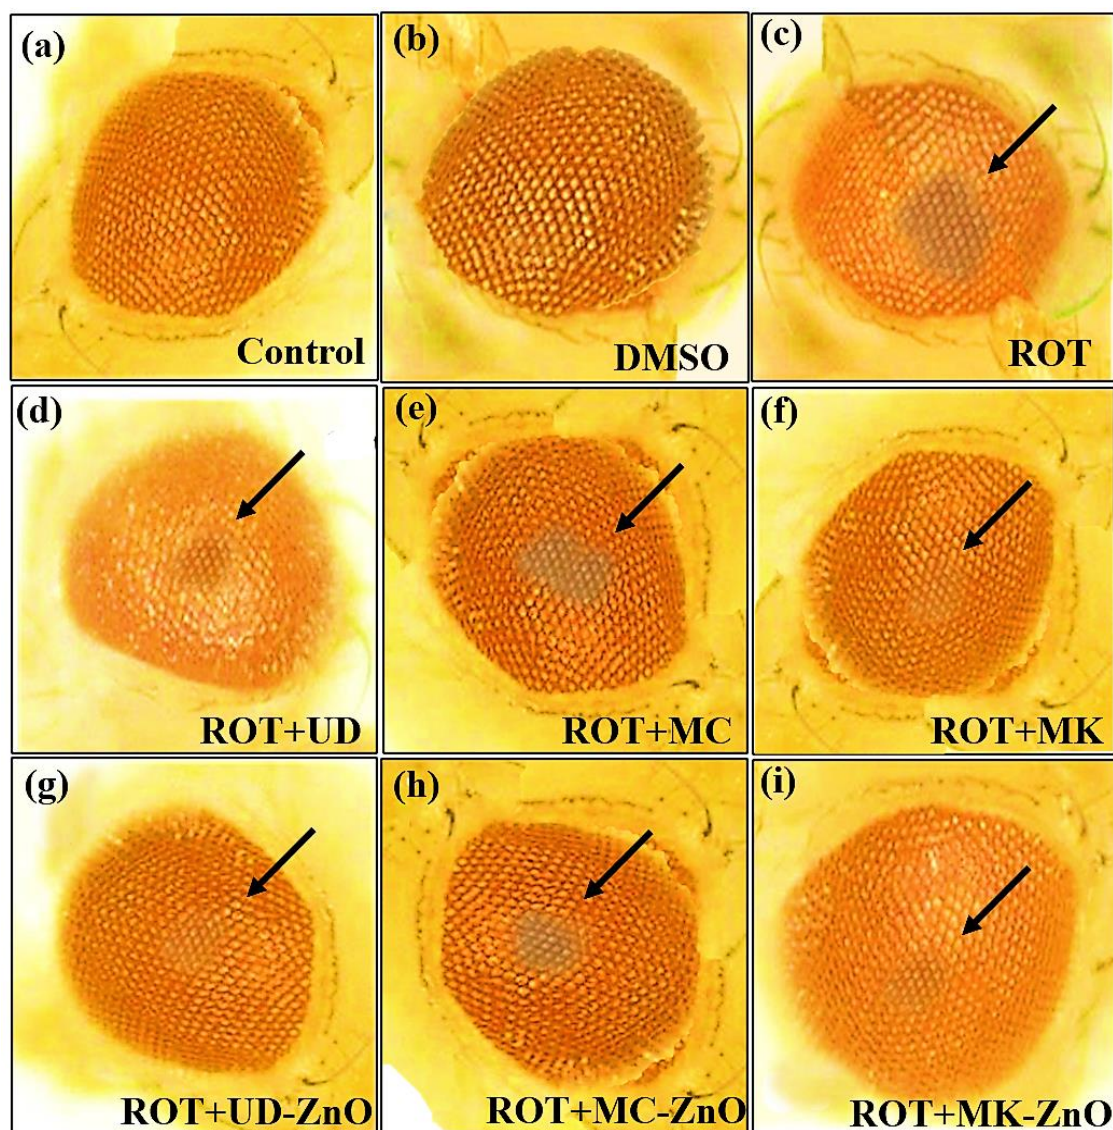 (a)
Control
(b)
DMSO
(c)
ROT
(d)
ROT+UD
(e)
ROT+MC
(f)
ROT+MK
(g)
ROT+UD-ZnO
(h)
ROT+MC-ZnO
(i)
ROT+MK-ZnO